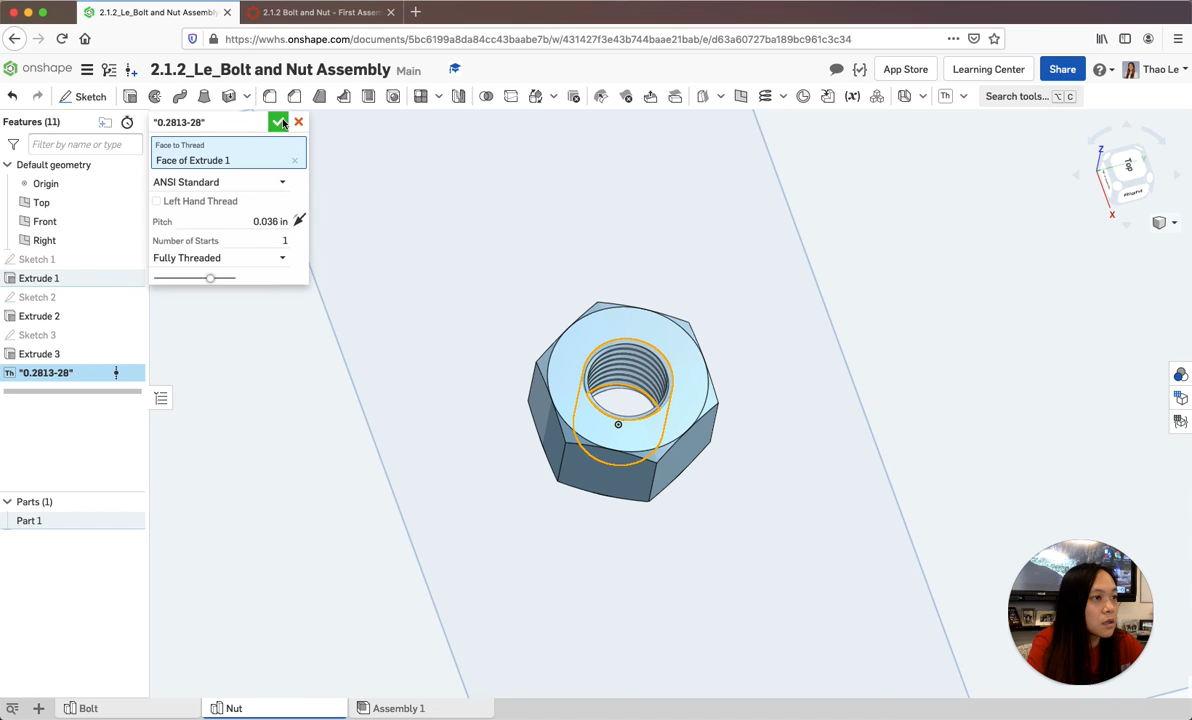 2.1.2_Le_Bolt and Nut Assembly
2.1.2 Bolt and Nut - First Assem
https://wwhs.onshape.com/documents/5bc6199a8da84cc43baabe7b/w/431427f3e43b744baae21bab/e/d63a60727ba189bc961c3c34
onshape
2.1.2_Le_Bolt and Nut Assembly Main
App Store
Learning Center
Share
Thao Le
Sketch
Th
Search tools...
⌥ C
Features (11)
Filter by name or type
Default geometry
Origin
Top
Front
Right
Sketch 1
Extrude 1
Sketch 2
Extrude 2
Sketch 3
Extrude 3
Th "0.2813-28"
Parts (1)
Part 1
"0.2813-28"
Face to Thread
Face of Extrude 1
ANSI Standard
Left Hand Thread
Pitch 0.036 in
Number of Starts 1
Fully Threaded
Z
Top
Right
X
Bolt
Nut
Assembly 1